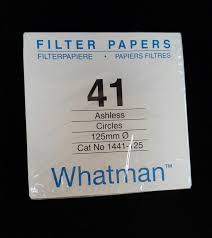 FILTER PAPERS
FILTERPAPIERE • PAPIERS FILTRES
41
Ashless
Circles
125mm Ø
Cat No 1441-125
Whatman™